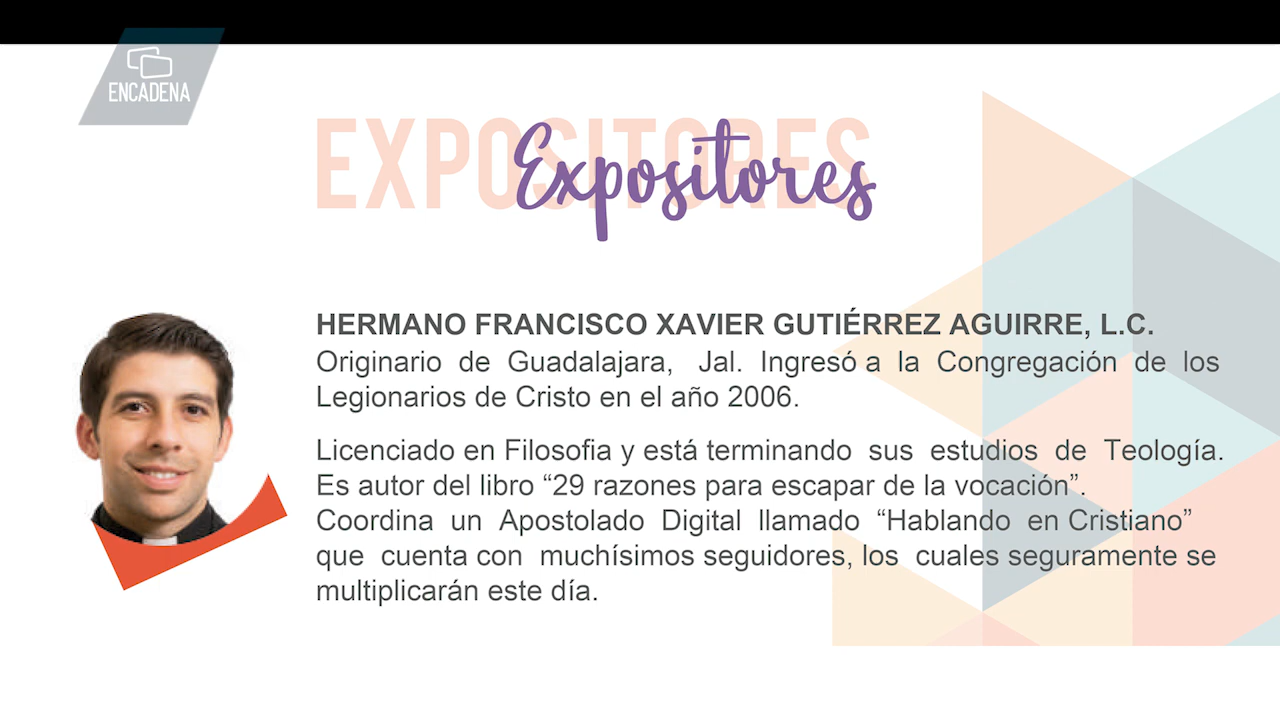 ENCADENA
EXPOSITORES
Expositores
HERMANO FRANCISCO XAVIER GUTIÉRREZ AGUIRRE, L.C.
Originario de Guadalajara, Jal. Ingresó a la Congregación de los
Legionarios de Cristo en el año 2006.
Licenciado en Filosofia y está terminando sus estudios de Teología.
Es autor del libro “29 razones para escapar de la vocación”.
Coordina un Apostolado Digital llamado “Hablando en Cristiano”
que cuenta con muchísimos seguidores, los cuales seguramente se
multiplicarán este día.